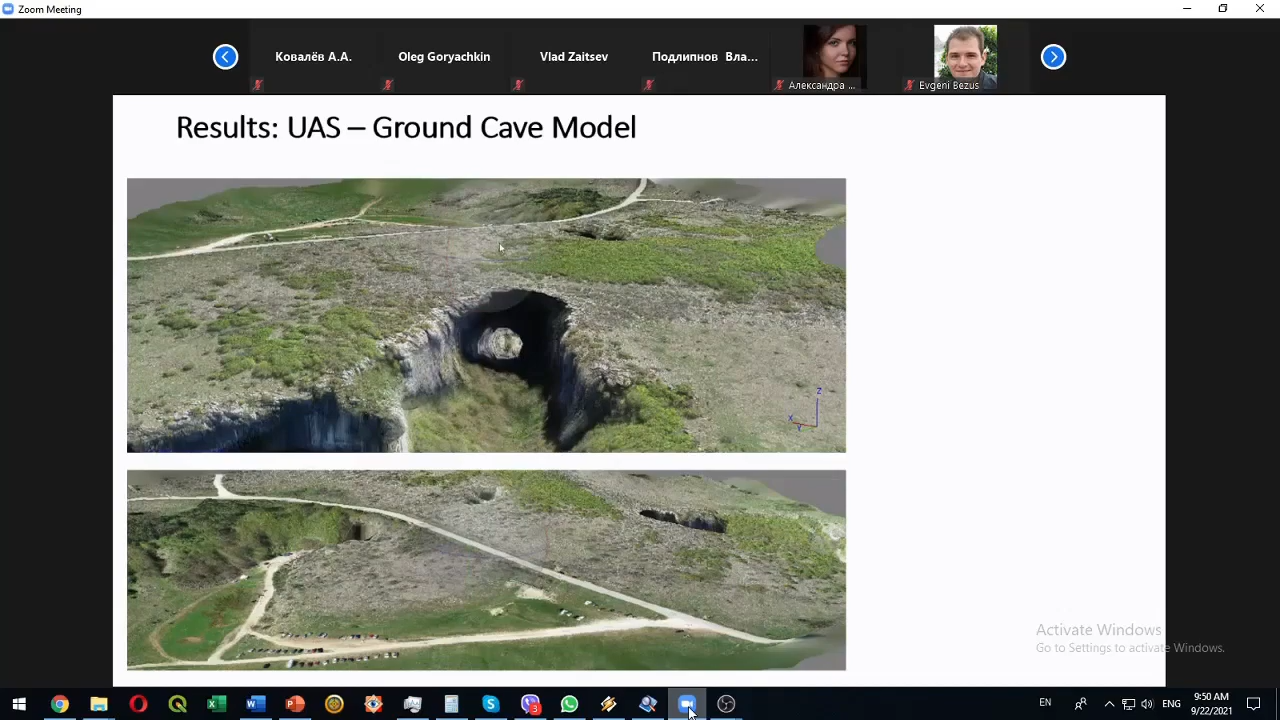 Zoom Meeting
Ковалёв А.А.
Oleg Goryachkin
Vlad Zaitsev
Подлипнов Вла...
Александра ...
Evgeni Bezus
Results: UAS – Ground Cave Model
Z
X
Y
Activate Windows
Go to Settings to activate Windows.
3
EN
ENG
9:50 AM
9/22/2021